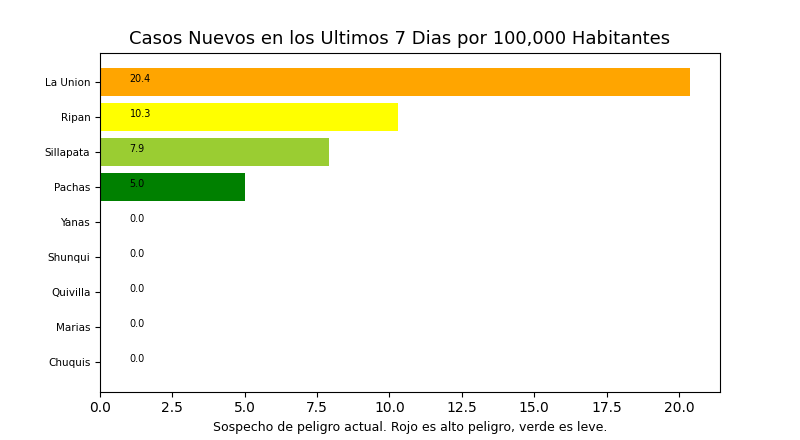 Casos Nuevos en los Ultimos 7 Dias por 100,000 Habitantes
La Union 20.4
Ripan 10.3
Sillapata 7.9
Pachas 5.0
Yanas 0.0
Shunqui 0.0
Quivilla 0.0
Marias 0.0
Chuquis 0.0
0.0 2.5 5.0 7.5 10.0 12.5 15.0 17.5 20.0
Sospecho de peligro actual. Rojo es alto peligro, verde es leve.